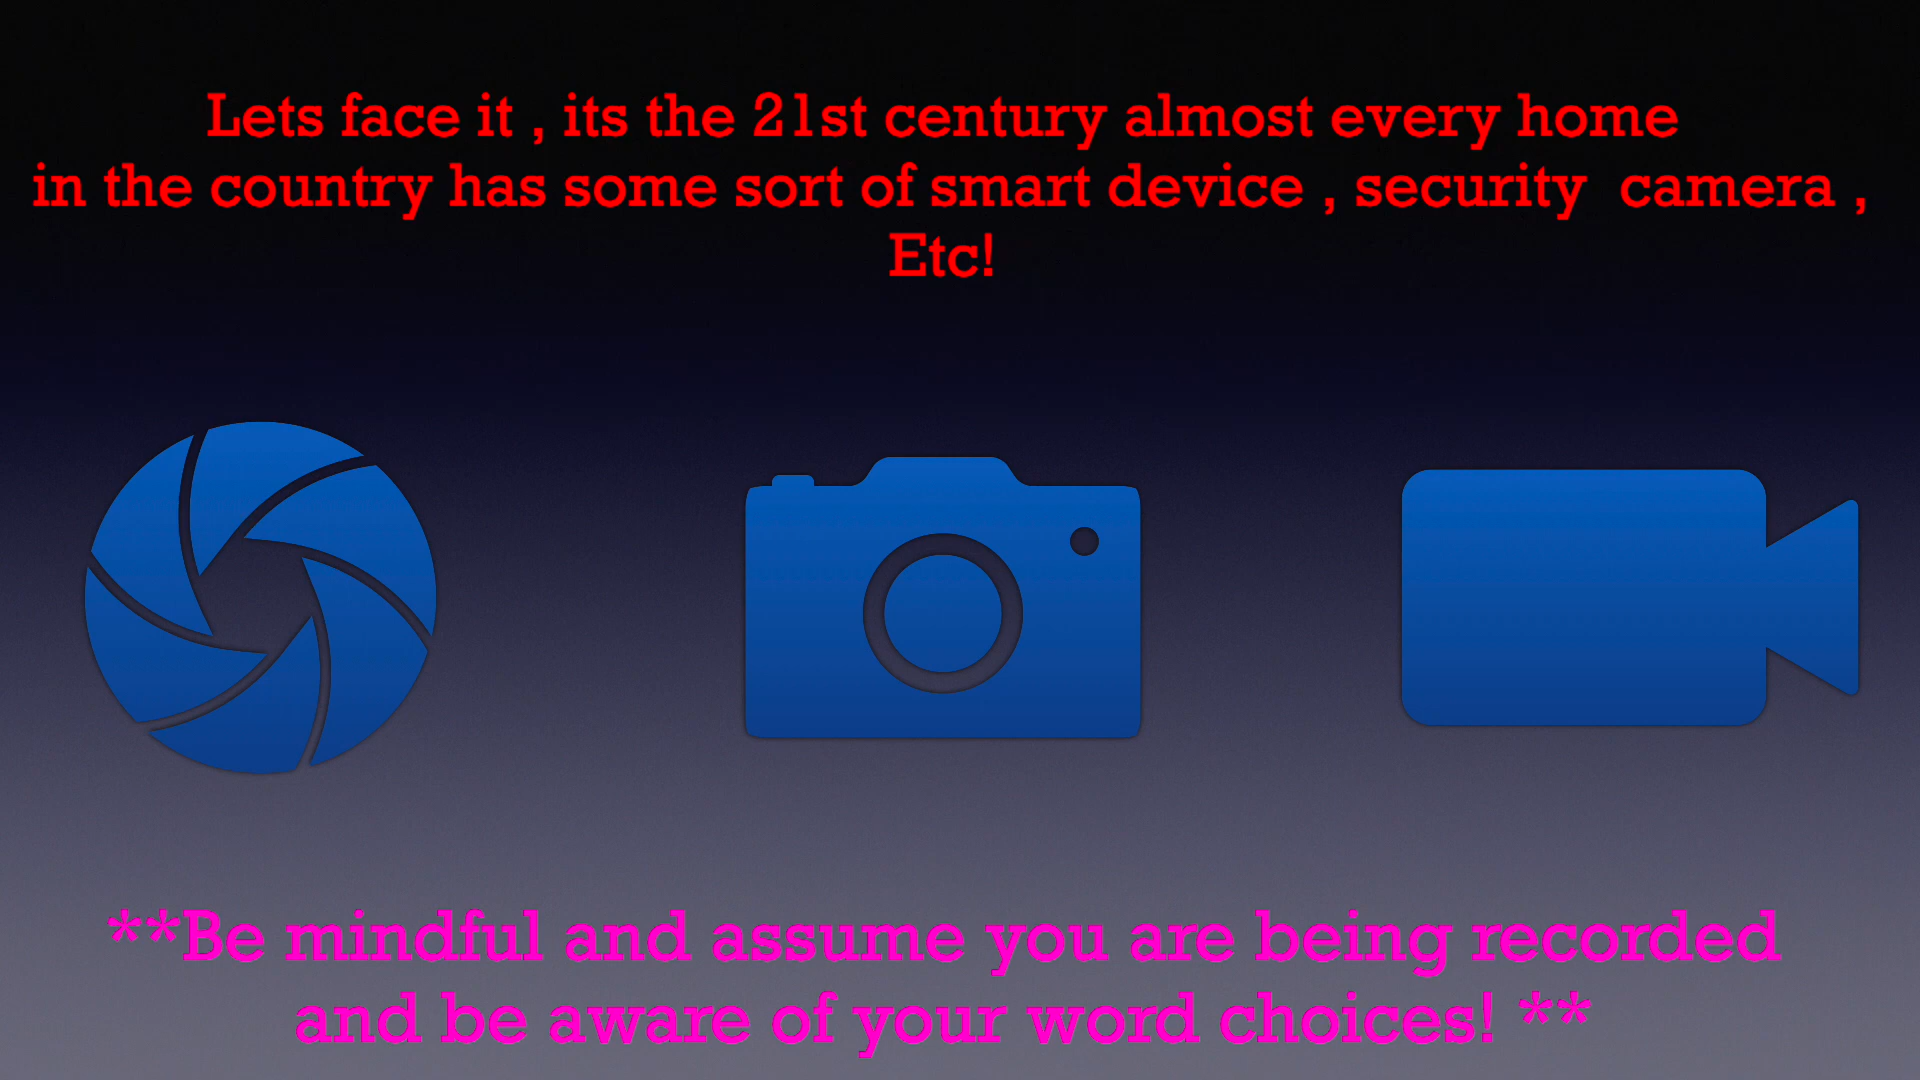 Lets face it , its the 21st century almost every home
in the country has some sort of smart device , security  camera ,
Etc!
**Be mindful and assume you are being recorded
and be aware of your word choices! **